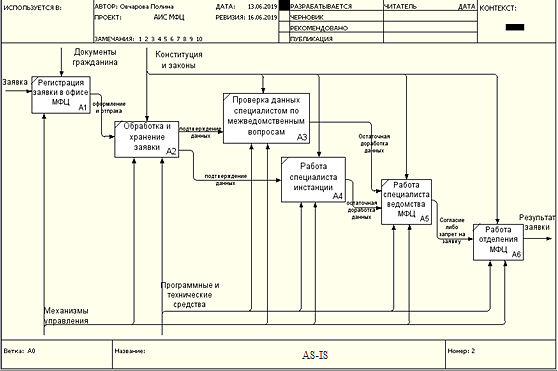 ИСПОЛЬЗУЕТСЯ В:
АВТОР: Овчарова Полина
ДАТА: 13.06.2019
ПРОЕКТ: АИС МФЦ
РЕВИЗИЯ: 16.06.2019
ЗАМЕЧАНИЯ: 1 2 3 4 5 6 7 8 9 10
РАЗРАБАТЫВАЕТСЯ
ЧЕРНОВИК
РЕКОМЕНДОВАНО
ПУБЛИКАЦИЯ
ЧИТАТЕЛЬ ДАТА
КОНТЕКСТ:
Документы
гражданина
Конституция
и законы
Заявка
Регистрация
заявки в офисе
МФЦ
A1
оформление
и отправка
Обработка и
хранение
заявки
A2
подтверждение
данных
Проверка данных
специалистом по
межведомственным
вопросам
A3
подтверждение
данных
Остаточная
доработка
данных
Работа
специалиста
инстанции
A4
остаточная
доработка
данных
Работа
специалиста
ведомства
МФЦ
A5
Согласие
либо
запрет на
заявку
Работа
отделения
МФЦ
A6
Результат
заявки
Программные и
технические
средства
Механизмы
управления
Ветка: A0
Название:
AS-IS
Номер: 2